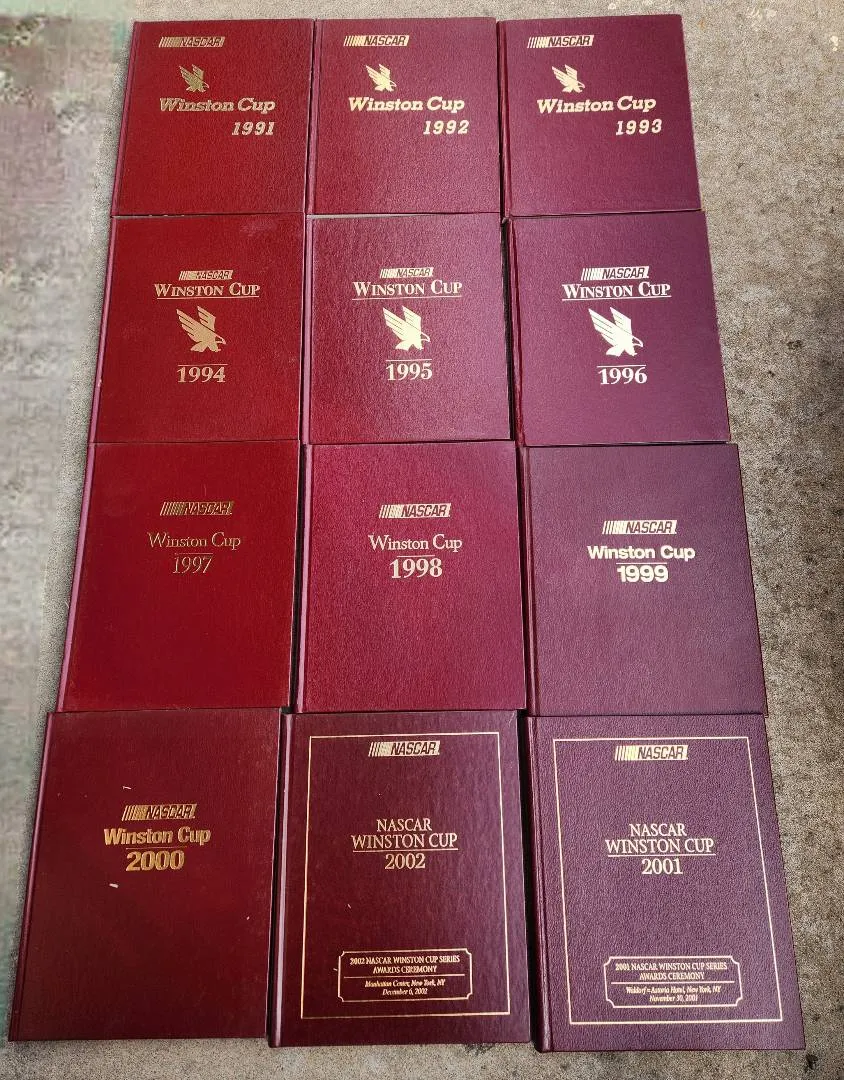 NASCAR
Winston Cup
1991
NASCAR
Winston Cup
1992
NASCAR
Winston Cup
1993
NASCAR
WINSTON CUP
1994
NASCAR
WINSTON CUP
1995
NASCAR
WINSTON CUP
1996
NASCAR
Winston Cup
1997
NASCAR
Winston Cup
1998
NASCAR
Winston Cup
1999
NASCAR
Winston Cup
2000
NASCAR
NASCAR
WINSTON CUP
2002
2002 NASCAR WINSTON CUP SERIES
AWARDS CEREMONY
Manhattan Center, New York, NY
December 6, 2002
NASCAR
NASCAR
WINSTON CUP
2001
2001 NASCAR WINSTON CUP SERIES
AWARDS CEREMONY
Waldorf=Astoria Hotel, New York, NY
November 30, 2001